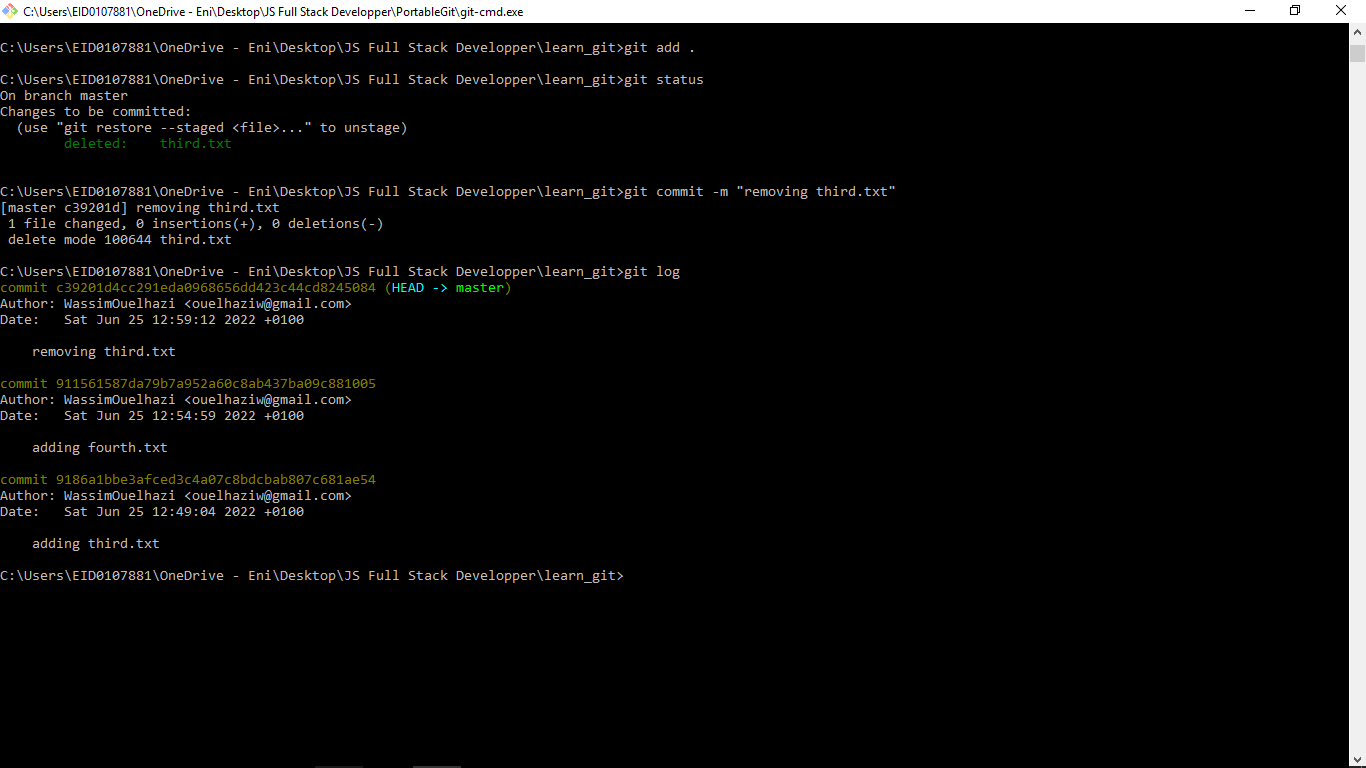 C:\Users\EID0107881\OneDrive - Eni\Desktop\JS Full Stack Developper\PortableGit\git-cmd.exe
C:\Users\EID0107881\OneDrive - Eni\Desktop\JS Full Stack Developper\learn_git>git add .
C:\Users\EID0107881\OneDrive - Eni\Desktop\JS Full Stack Developper\learn_git>git status
On branch master
Changes to be committed:
  (use "git restore --staged <file>..." to unstage)
        deleted:    third.txt
C:\Users\EID0107881\OneDrive - Eni\Desktop\JS Full Stack Developper\learn_git>git commit -m "removing third.txt"
[master c39201d] removing third.txt
 1 file changed, 0 insertions(+), 0 deletions(-)
 delete mode 100644 third.txt
C:\Users\EID0107881\OneDrive - Eni\Desktop\JS Full Stack Developper\learn_git>git log
commit c39201d4cc291eda0968656dd423c44cd8245084 (HEAD -> master)
Author: WassimOuelhazi <ouelhaziw@gmail.com>
Date:   Sat Jun 25 12:59:12 2022 +0100
    removing third.txt
commit 911561587da79b7a952a60c8ab437ba09c881005
Author: WassimOuelhazi <ouelhaziw@gmail.com>
Date:   Sat Jun 25 12:54:59 2022 +0100
    adding fourth.txt
commit 9186a1bbe3afced3c4a07c8bdcbab807c681ae54
Author: WassimOuelhazi <ouelhaziw@gmail.com>
Date:   Sat Jun 25 12:49:04 2022 +0100
    adding third.txt
C:\Users\EID0107881\OneDrive - Eni\Desktop\JS Full Stack Developper\learn_git>